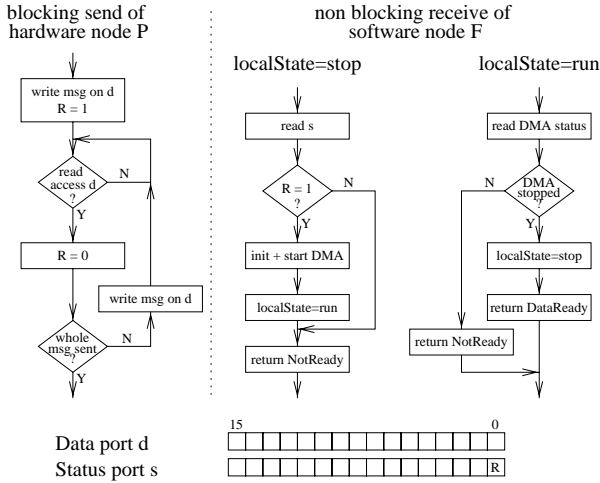 blocking send of
hardware node P
write msg on d
R = 1
read
access d
?
N
Y
R = 0
write msg on d
whole
msg sent
?
N
Y
non blocking receive of
software node F
localState=stop
read s
R = 1
?
N
Y
init + start DMA
localState=run
return NotReady
localState=run
read DMA status
DMA
stopped
?
N
Y
localState=stop
return DataReady
return NotReady
15 0
Data port d
Status port s
R